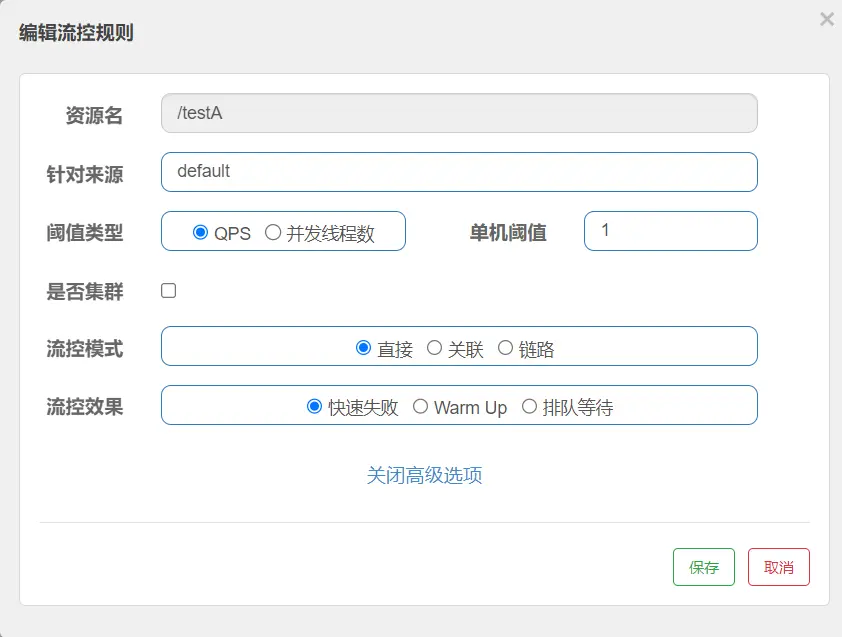 编辑流控规则
×
资源名 /testA
针对来源 default
阈值类型 QPS 并发线程数 单机阈值 1
是否集群
流控模式 直接 关联 链路
流控效果 快速失败 Warm Up 排队等待
关闭高级选项
保存 取消